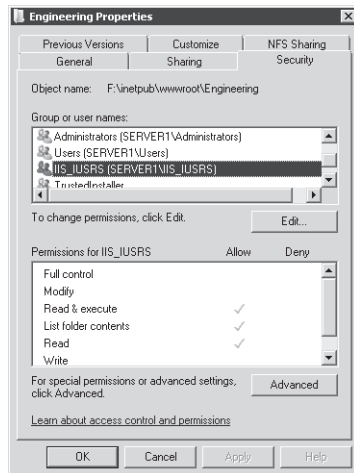 Engineering Properties
Previous Versions Customize NFS Sharing
General Sharing Security
Object name: F:\inetpub\wwwroot\Engineering
Group or user names:
Administrators (SERVER1\Administrators)
Users (SERVER1\Users)
IIS_IUSRS (SERVER1\IIS_IUSRS)
TrustedInstaller
To change permissions, click Edit. Edit...
Permissions for IIS_IUSRS Allow Deny
Full control
Modify
Read & execute
List folder contents
Read
Write
For special permissions or advanced settings,
click Advanced. Advanced
Learn about access control and permissions
OK Cancel Apply Help